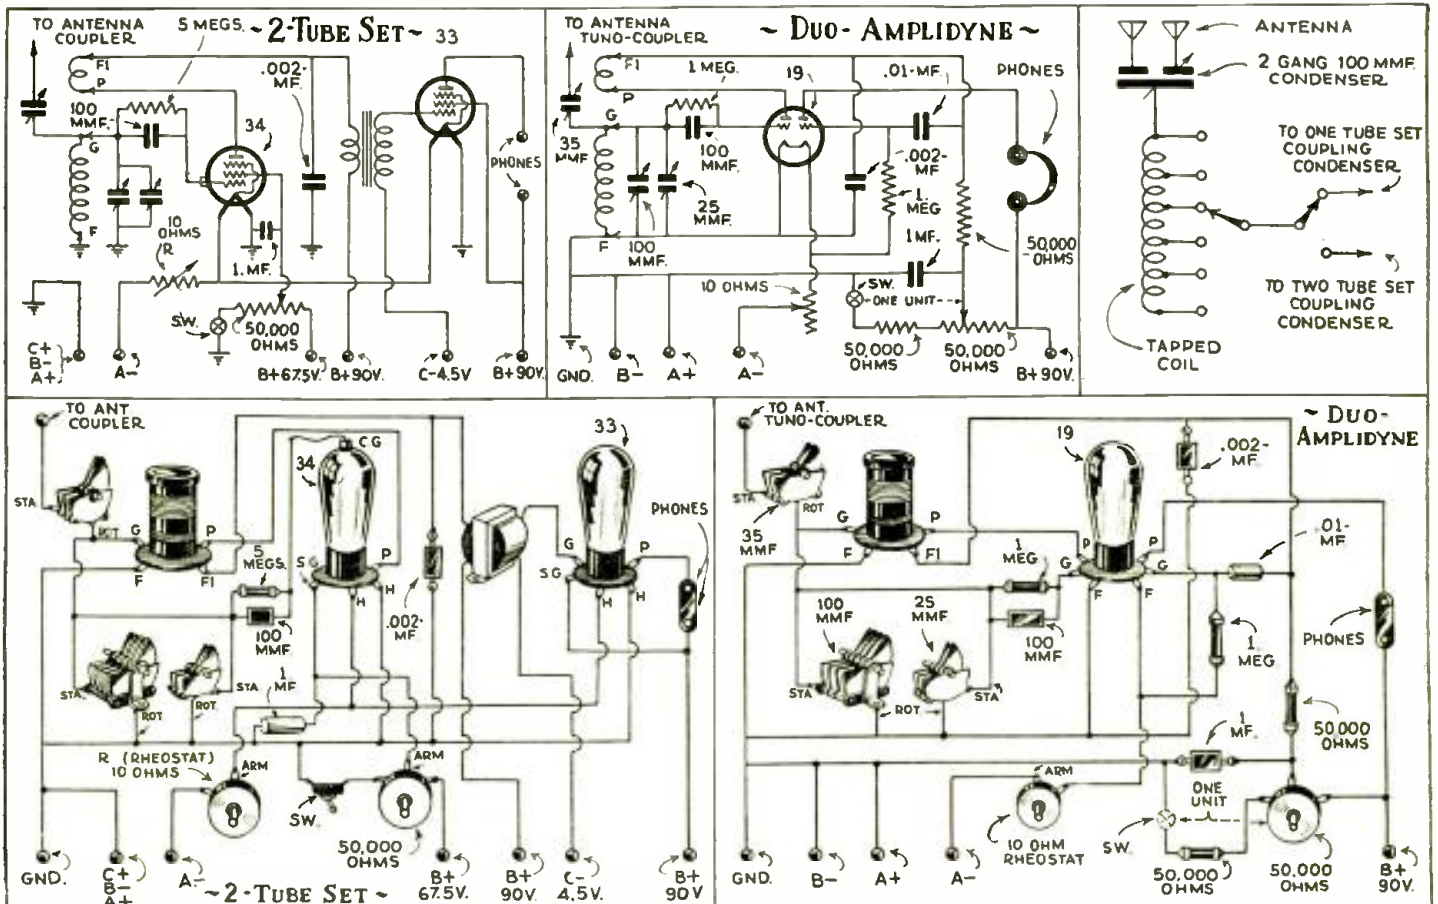 TO ANTENNA
COUPLER
5 MEGS.
~2-TUBE SET~
33
F1
P
100
MMF.
G
34
.002-
MF.
PHONES
F
10
OHMS
R
1. MF.
SW.
50,000
OHMS
C+
B-
A+
A-
B+67.5V.
B+90V.
C-4.5V
B+90V.
TO ANTENNA
TUNO-COUPLER
~ DUO-AMPLIDYNE~
F1
P
1 MEG.
19
.01-MF.
PHONES
35
MMF
G
100
MMF.
.002-
MF
25
MMF.
1.
MEG
F
100
MMF.
1MF.
50,000
OHMS
10 OHMS
SW.
ONE UNIT
50,000
OHMS
50,000
OHMS
GND.
B-
A+
A-
B+90V.
ANTENNA
2 GANG 100 MMF.
CONDENSER
TO ONE TUBE SET
COUPLING
CONDENSER
TO TWO TUBE SET
COUPLING
CONDENSER
TAPPED
COIL
TO ANT
COUPLER
CG
33
34
STA.
G
P
F
F1
5
MEGS.
100
MMF.
SG
P
H
H
.002-
MF
G
SG
P
H
H
PHONES
STA
ROT
STA
1
MF
R (RHEOSTAT)
10 OHMS
ARM
ARM
SW.
50,000
OHMS
GND.
C+
B-
A+
A-
~2-TUBE SET~
B+
67.5V.
B+
90V.
C-
4.5V.
B+
90V
TO ANT.
TUNO-COUPLER
~ DUO-
AMPLIDYNE
19
.002-
MF.
STA
ROT
35
MMF
G
P
F
F1
1
MEG
P
G
P
G
F
F
.01-
MF
100
MMF
25
MMF
100
MMF
1
MEG
PHONES
STA
ROT
STA
50,000
OHMS
1
MF.
ARM
ONE
UNIT
SW.
10 OHM
RHEOSTAT
50,000
OHMS
50,000
OHMS
GND.
B-
A+
A-
B+
90V.